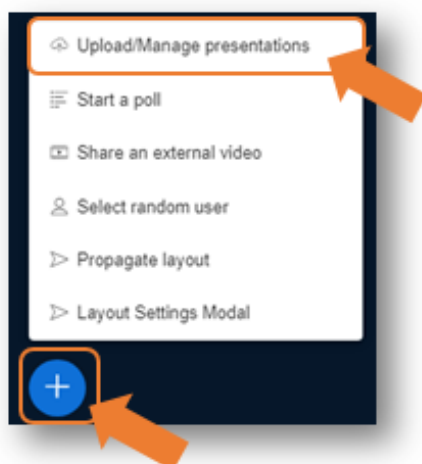 Upload/Manage presentations
Start a poll
Share an external video
Select random user
Propagate layout
Layout Settings Modal